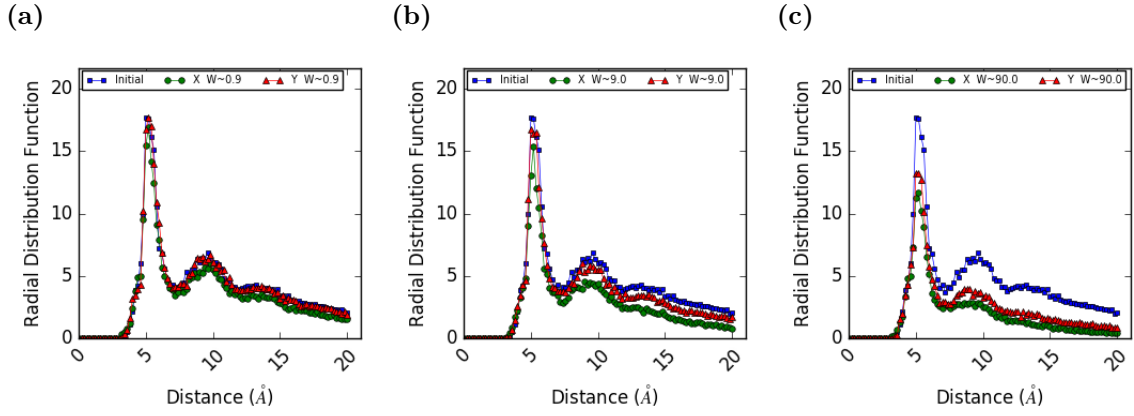 (a)
(b)
(c)
Initial X W~0.9 Y W~0.9
Radial Distribution Function
20
15
10
5
0
0 5 10 15 20
Distance (Å)
Initial X W~9.0 Y W~9.0
Radial Distribution Function
20
15
10
5
0
0 5 10 15 20
Distance (Å)
Initial X W~90.0 Y W~90.0
Radial Distribution Function
20
15
10
5
0
0 5 10 15 20
Distance (Å)